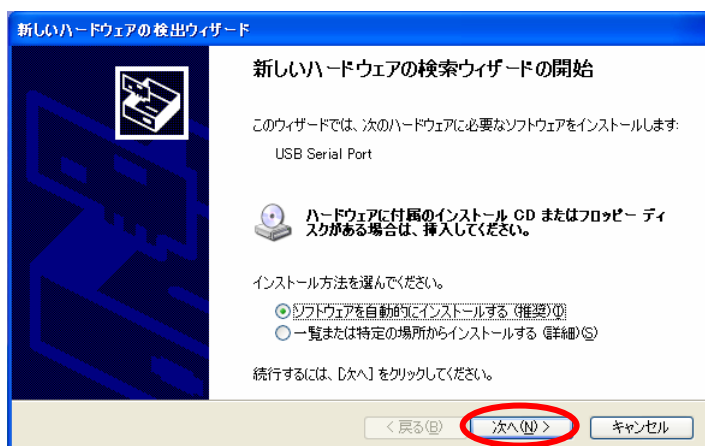 新しいハードウェアの検出ウィザード
新しいハードウェアの検索ウィザードの開始
このウィザードでは、次のハードウェアに必要なソフトウェアをインストールします:
USB Serial Port
ハードウェアに付属のインストール CD またはフロッピー ディ
スクがある場合は、挿入してください。
インストール方法を選んでください。
ソフトウェアを自動的にインストールする (推奨)(I)
一覧または特定の場所からインストールする (詳細)(S)
続行するには、[次へ] をクリックしてください。
< 戻る(B) 次へ(N) > キャンセル